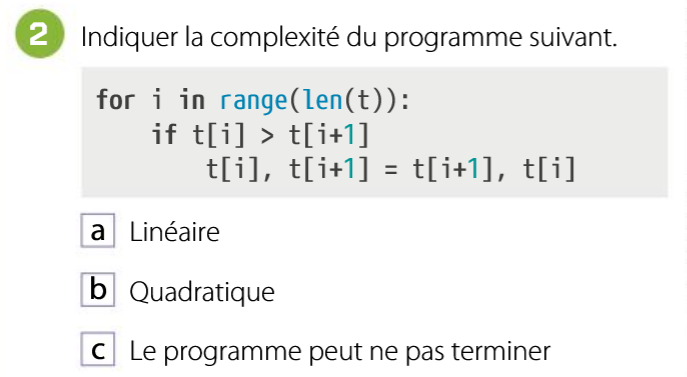 2 Indiquer la complexité du programme suivant.
for i in range(len(t)):
    if t[i] > t[i+1]
        t[i], t[i+1] = t[i+1], t[i]
a Linéaire
b Quadratique
c Le programme peut ne pas terminer